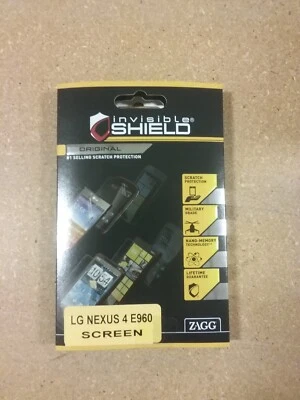 invisible®
SHIELD
ORIGINAL
#1 SELLING SCRATCH PROTECTION
SCRATCH
PROTECTION
MILITARY
GRADE
NANO-MEMORY
TECHNOLOGY™
LIFETIME
GUARANTEE
LG NEXUS 4 E960
SCREEN
ZAGG